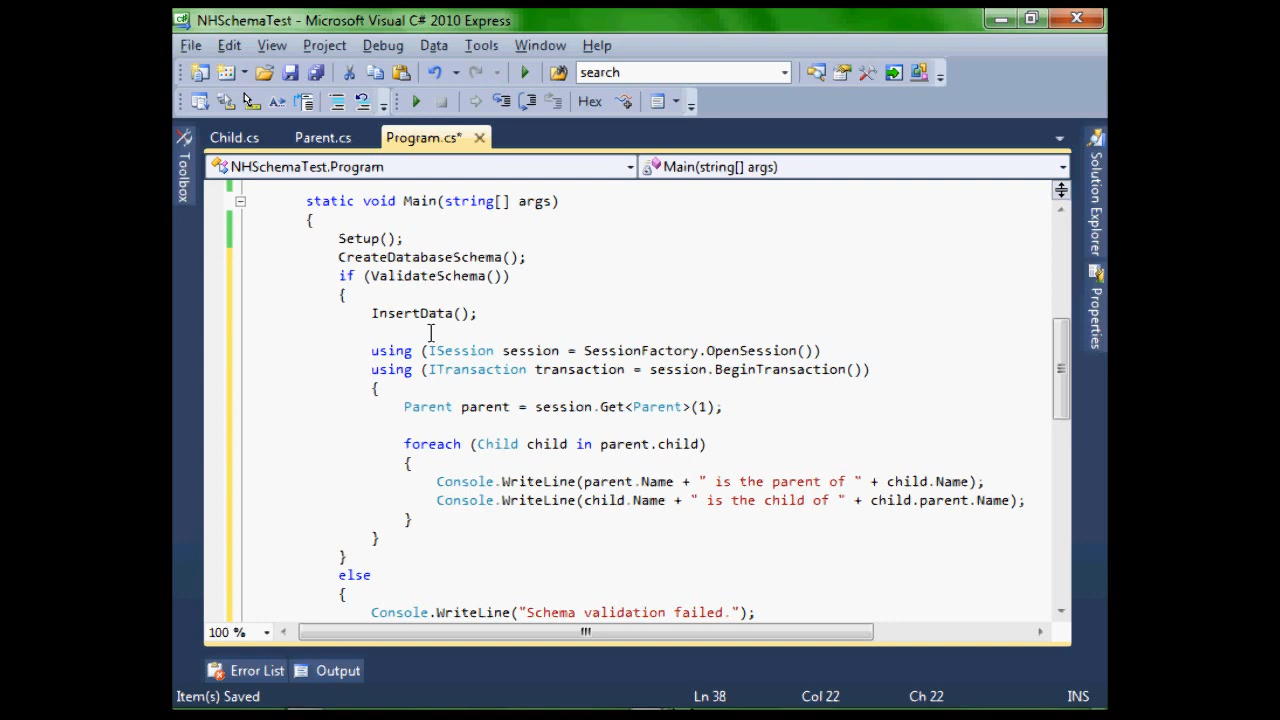 NHSchemaTest - Microsoft Visual C# 2010 Express
File Edit View Project Debug Data Tools Window Help
search
Hex
Child.cs Parent.cs Program.cs*
Toolbox
NHSchemaTest.Program Main(string[] args)
Solution Explorer
Properties
static void Main(string[] args)
{
Setup();
CreateDatabaseSchema();
if (ValidateSchema())
{
InsertData();
using (ISession session = SessionFactory.OpenSession())
using (ITransaction transaction = session.BeginTransaction())
{
Parent parent = session.Get<Parent>(1);
foreach (Child child in parent.child)
{
Console.WriteLine(parent.Name + " is the parent of " + child.Name);
Console.WriteLine(child.Name + " is the child of " + child.parent.Name);
}
}
}
else
{
Console.WriteLine("Schema validation failed.");
100 %
Error List Output
Item(s) Saved Ln 38 Col 22 Ch 22 INS